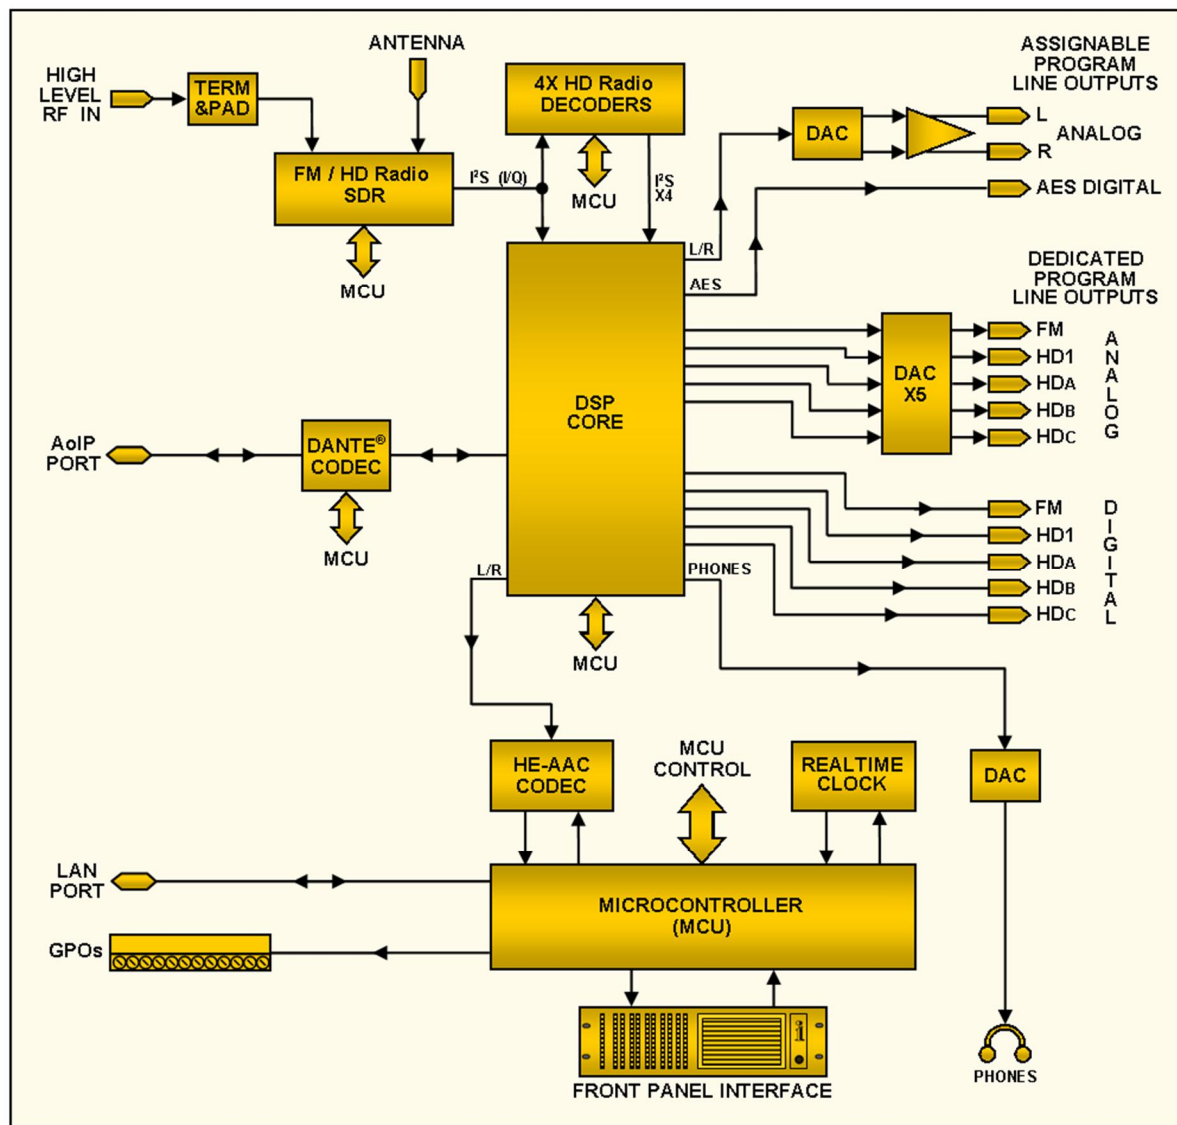 HIGH
LEVEL
RF IN
TERM
&PAD
ANTENNA
FM / HD Radio
SDR
MCU
I²S (I/Q)
4X HD Radio
DECODERS
MCU
I²S
X4
ASSIGNABLE
PROGRAM
LINE OUTPUTS
DAC
L
ANALOG
R
AES DIGITAL
L/R
AES
DEDICATED
PROGRAM
LINE OUTPUTS
DSP
CORE
DAC
X5
FM
HD1
HDA
HDB
HDC
ANALOG
AoIP
PORT
DANTE®
CODEC
MCU
FM
HD1
HDA
HDB
HDC
DIGITAL
L/R
PHONES
MCU
HE-AAC
CODEC
MCU
CONTROL
REALTIME
CLOCK
DAC
LAN
PORT
MICROCONTROLLER
(MCU)
GPOs
i
FRONT PANEL INTERFACE
PHONES